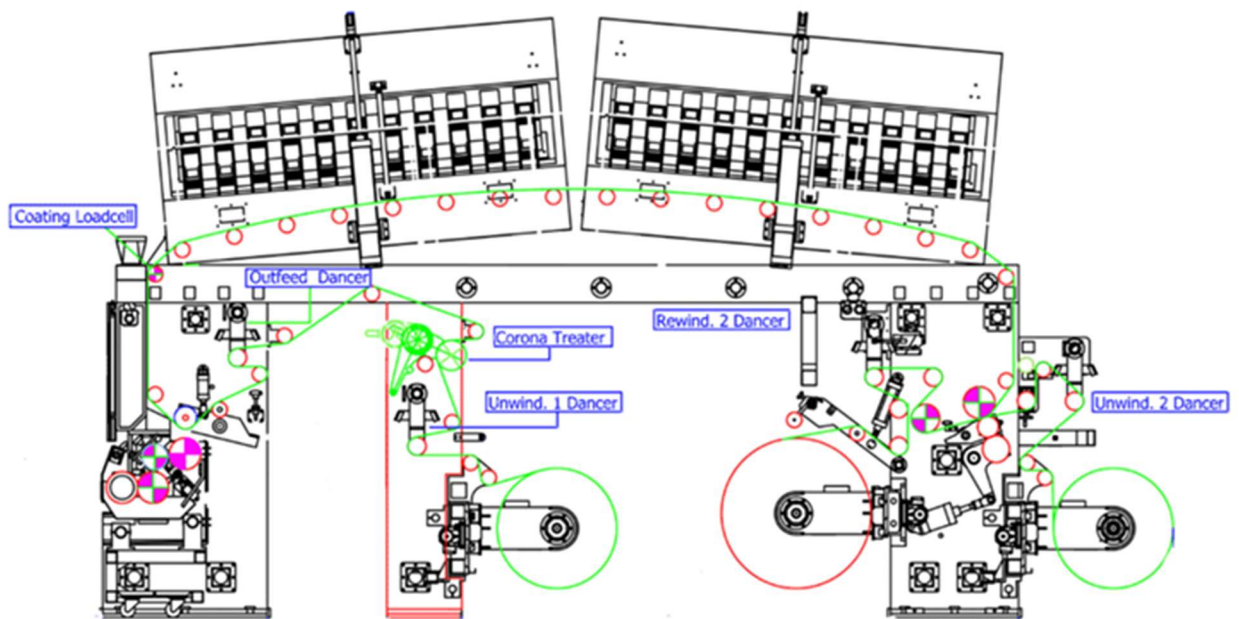 Coating Loadcell
Outfeed Dancer
Rewind. 2 Dancer
Corona Treater
Unwind. 1 Dancer
Unwind. 2 Dancer